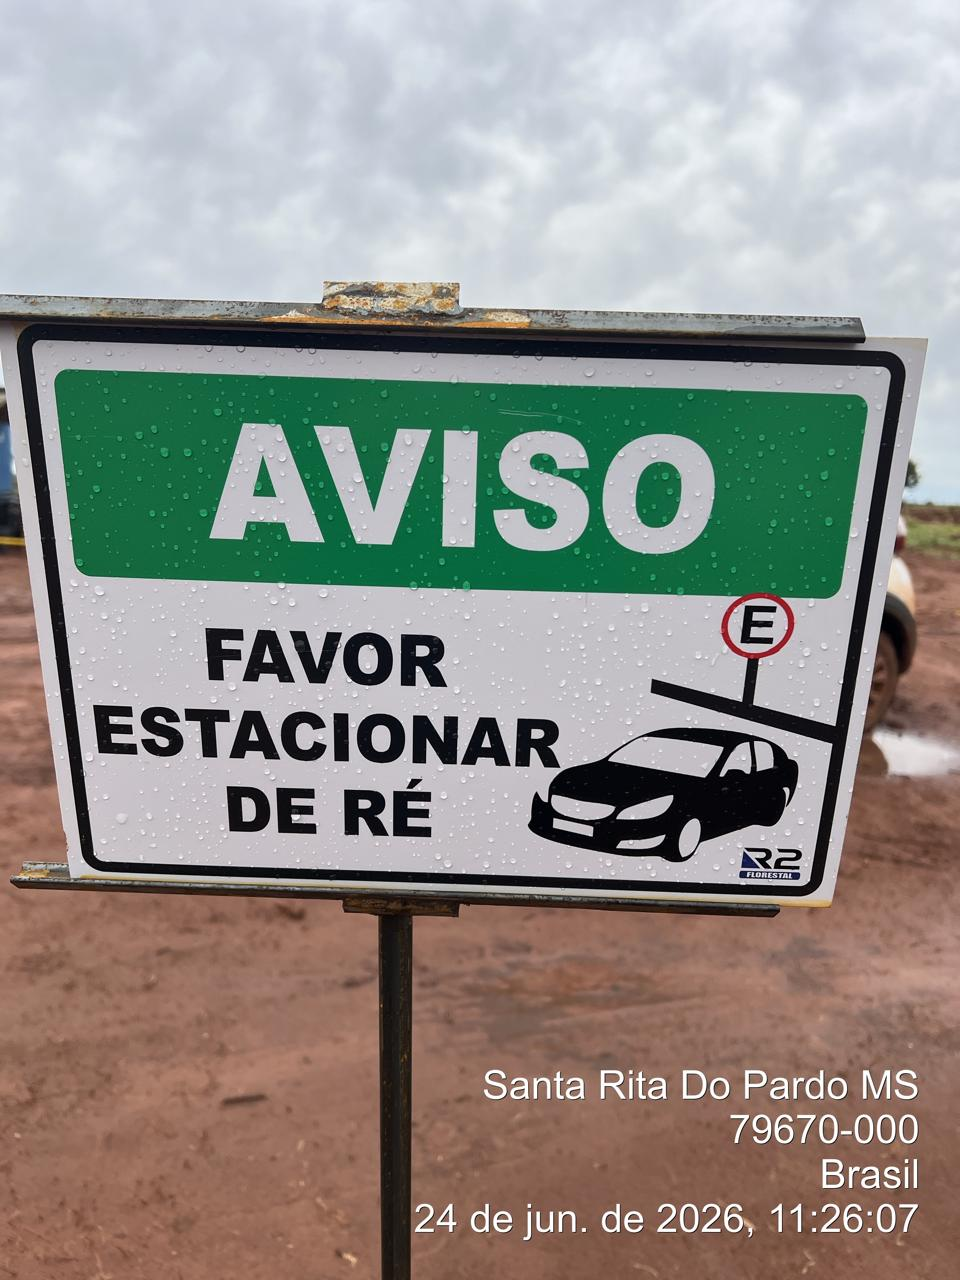 AVISO
E
FAVOR
ESTACIONAR
DE RÉ
R2
FLORESTAL
Santa Rita Do Pardo MS
79670-000
Brasil
24 de jun. de 2026, 11:26:07